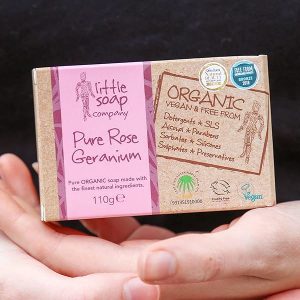 little
soap
company
Pure Rose
Geranium
Pure ORGANIC soap made with
the finest natural ingredients.
110g℮
ORGANIC
VEGAN & FREE FROM
Detergents * SLS
Alcohol * Parabens
Sorbates * Silicones
Sulphates * Preservatives
Vegan